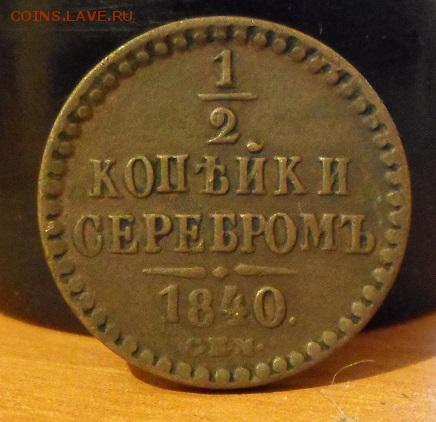 COINS.LAVE.RU
1
2
КОПѢЙКИ
СЕРЕБРОМЪ
1840.